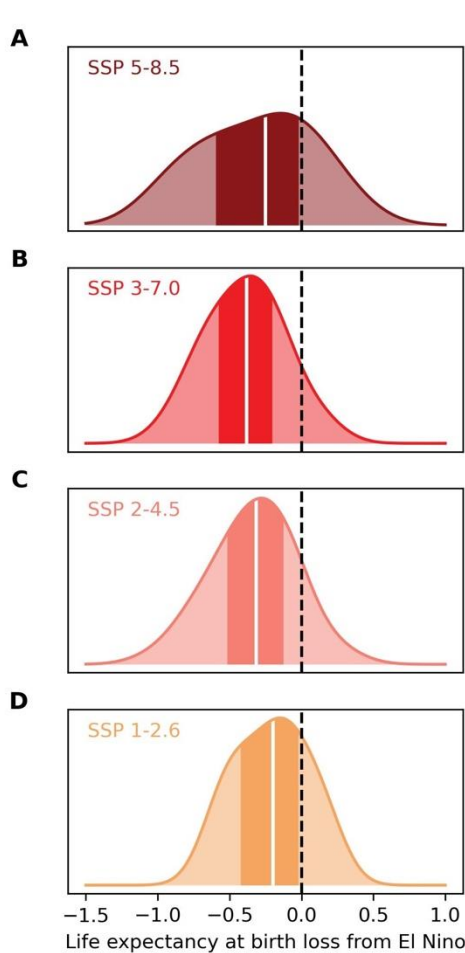 A
SSP 5-8.5
B
SSP 3-7.0
C
SSP 2-4.5
D
SSP 1-2.6
−1.5 −1.0 −0.5 0.0 0.5 1.0
Life expectancy at birth loss from El Nino